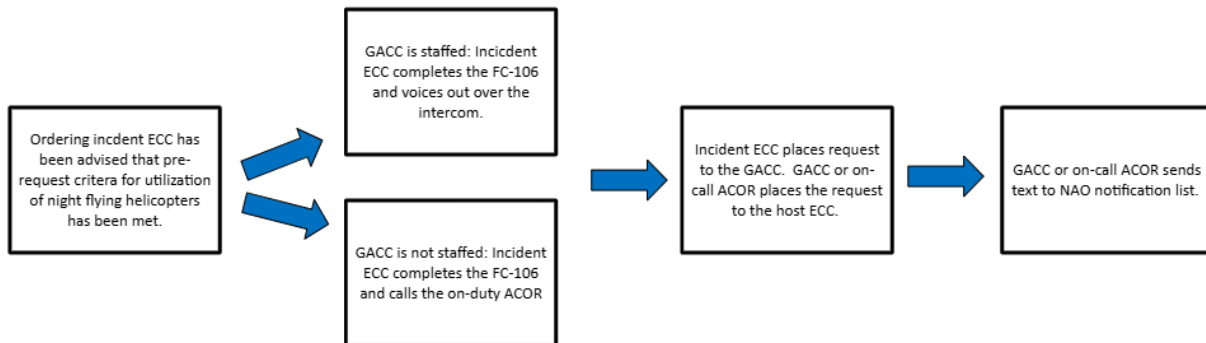 Ordering incdent ECC has
been advised that pre-
request critera for utilization
of night flying helicopters
has been met.
GACC is staffed: Incicdent
ECC completes the FC-106
and voices out over the
intercom.
GACC is not staffed: Incident
ECC completes the FC-106
and calls the on-duty ACOR
Incident ECC places request
to the GACC.  GACC or on-
call ACOR places the request
to the host ECC.
GACC or on-call ACOR sends
text to NAO notification list.